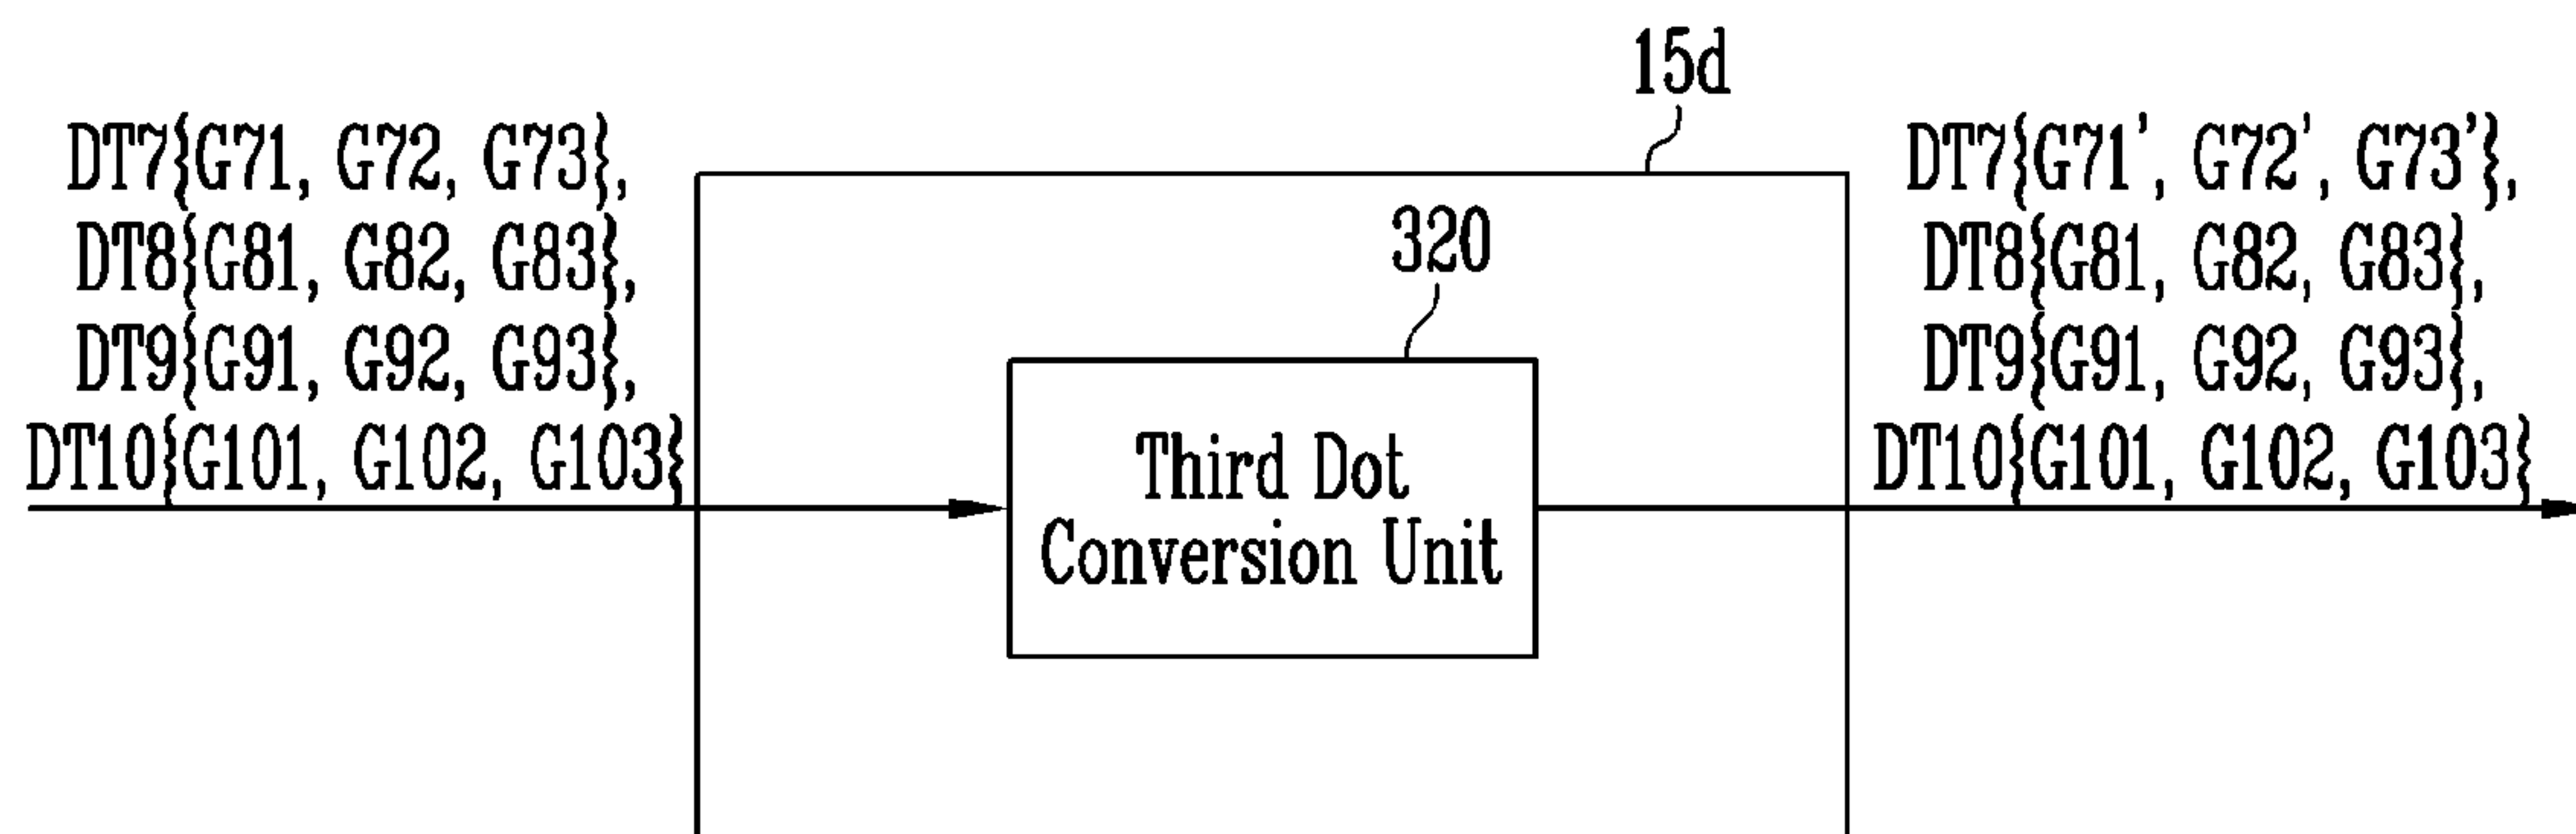 15d
DT7{G71, G72, G73},
DT8{G81, G82, G83},
DT9{G91, G92, G93},
DT10{G101, G102, G103}
320
Third Dot
Conversion Unit
DT7{G71', G72', G73'},
DT8{G81, G82, G83},
DT9{G91, G92, G93},
DT10{G101, G102, G103}